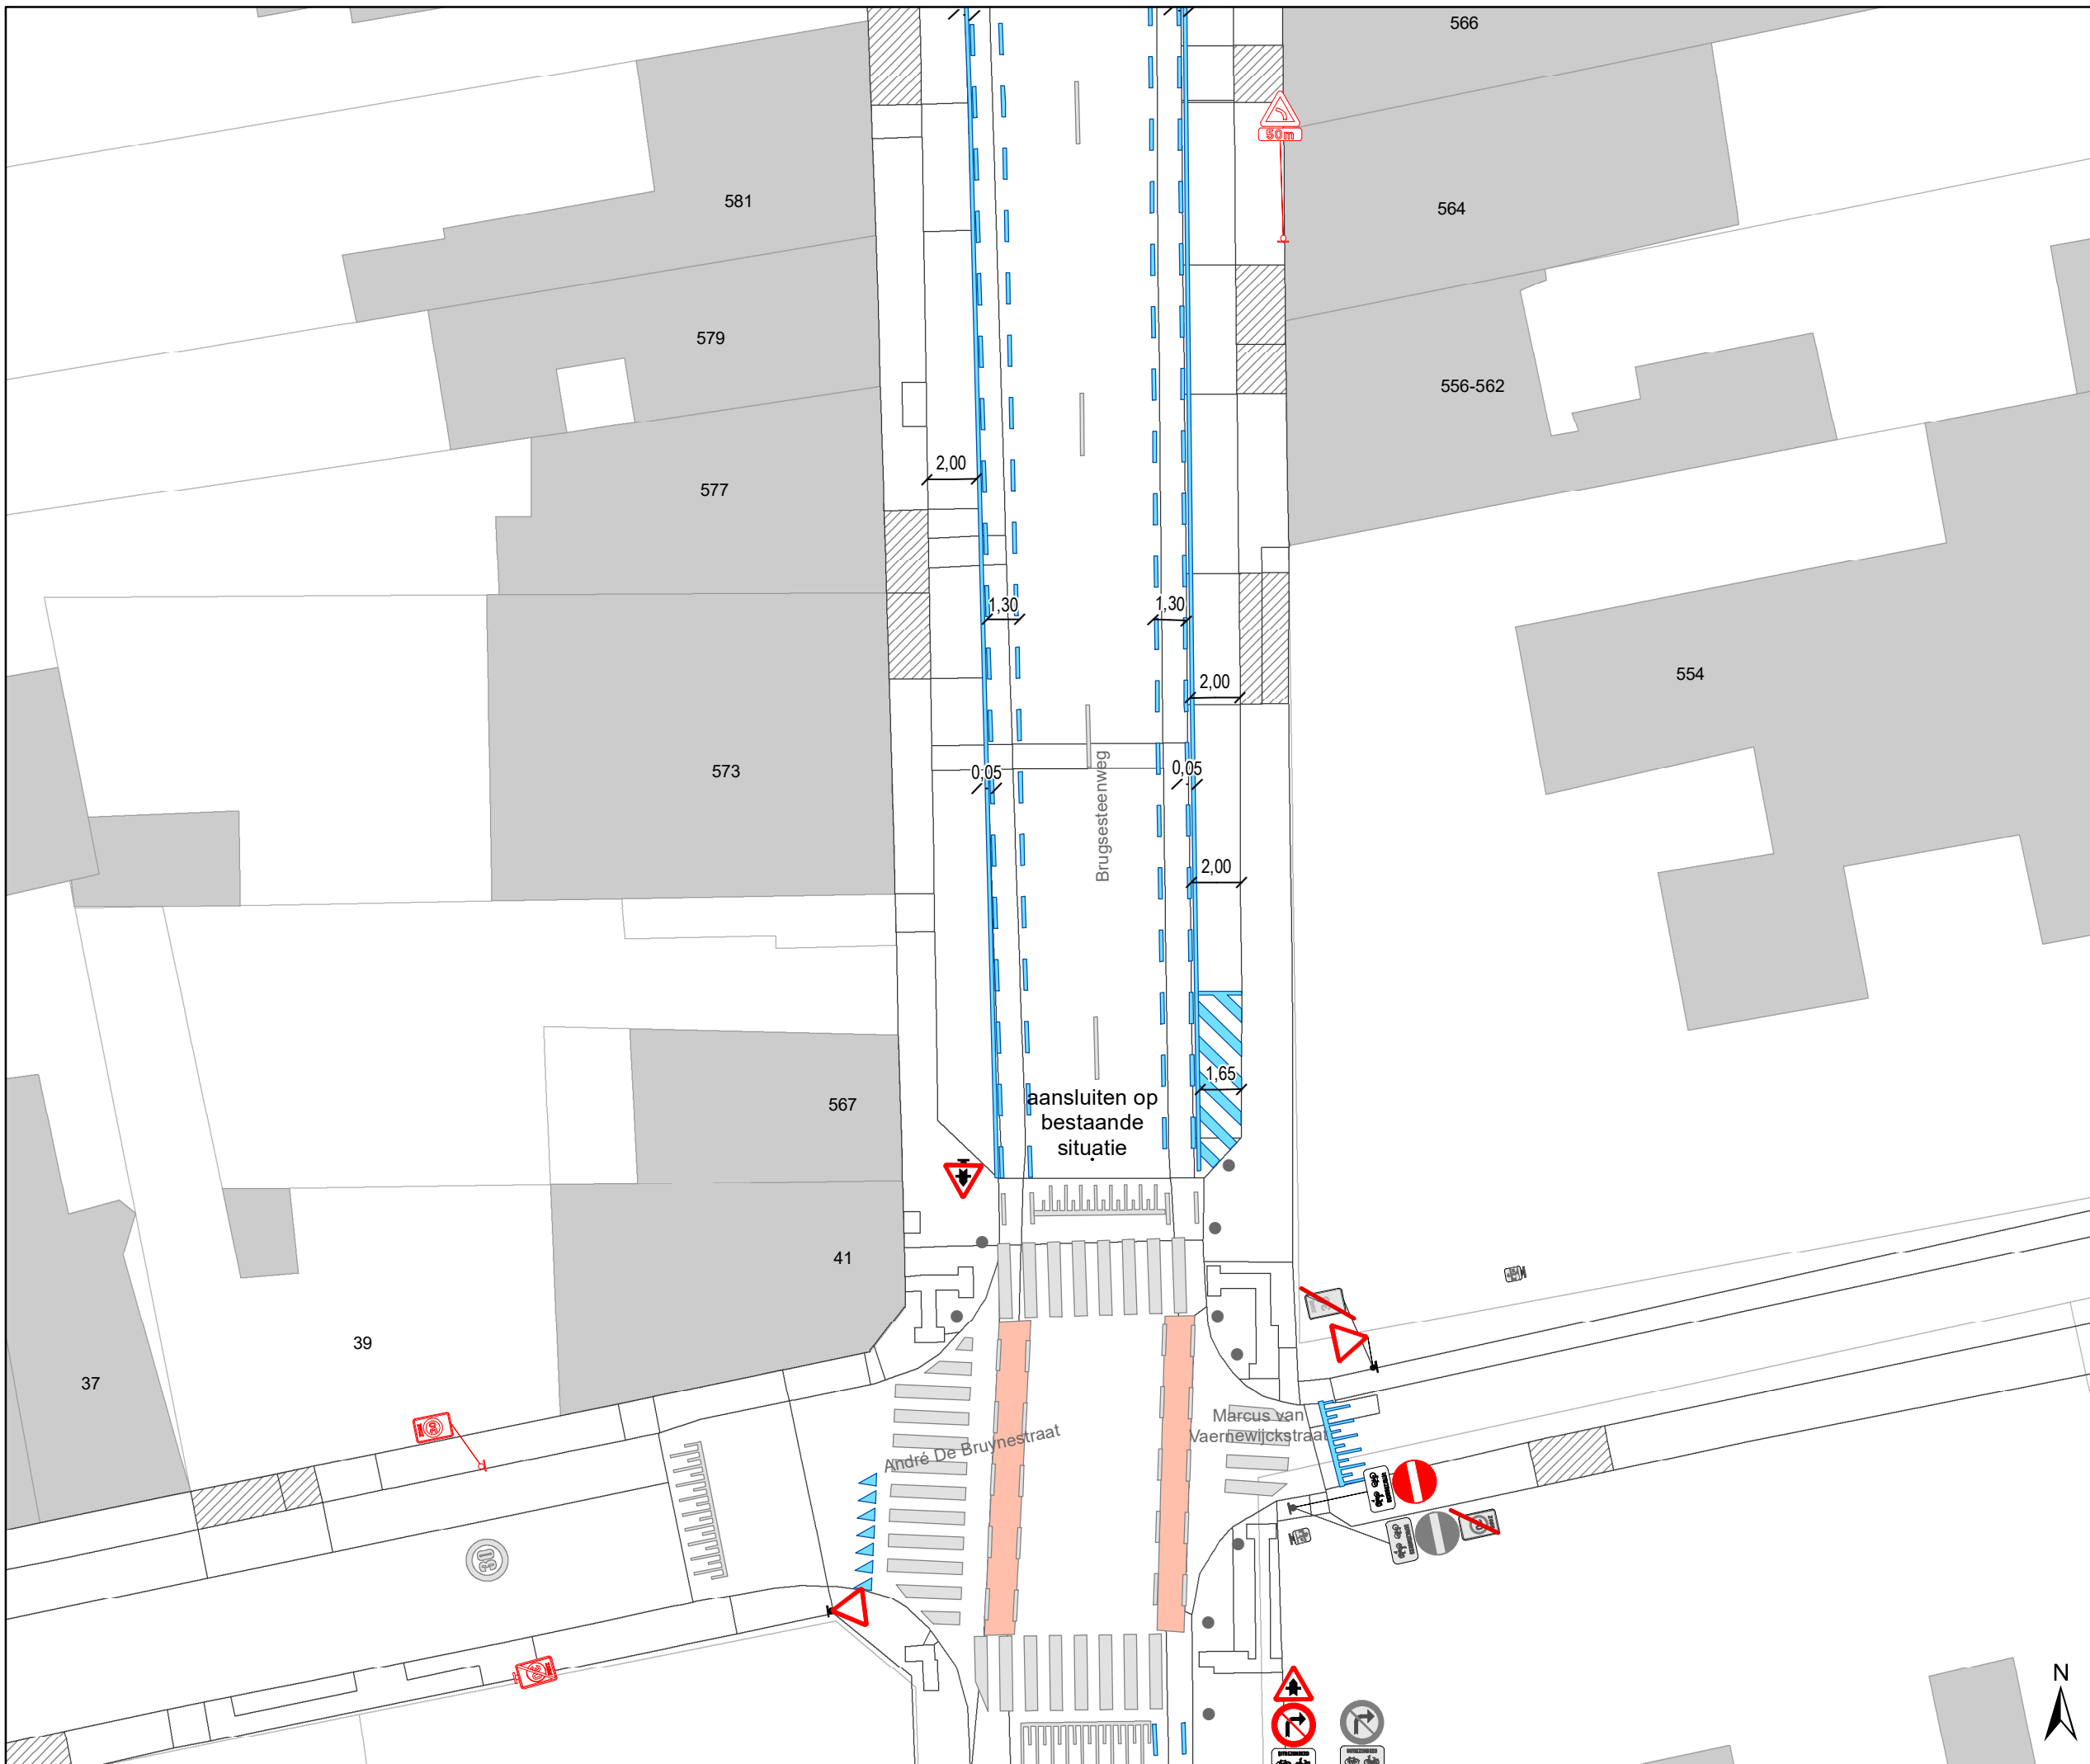 566
50m
581
564
579
556-562
2,00
577
1,30
1,30
554
2,00
573
0,05
0,05
Brugsesteenweg
2,00
1,65
aansluiten op
bestaande
situatie
567
41
39
37
Marcus van
Vaernewijckstraat
André De Bruynestraat
30
N